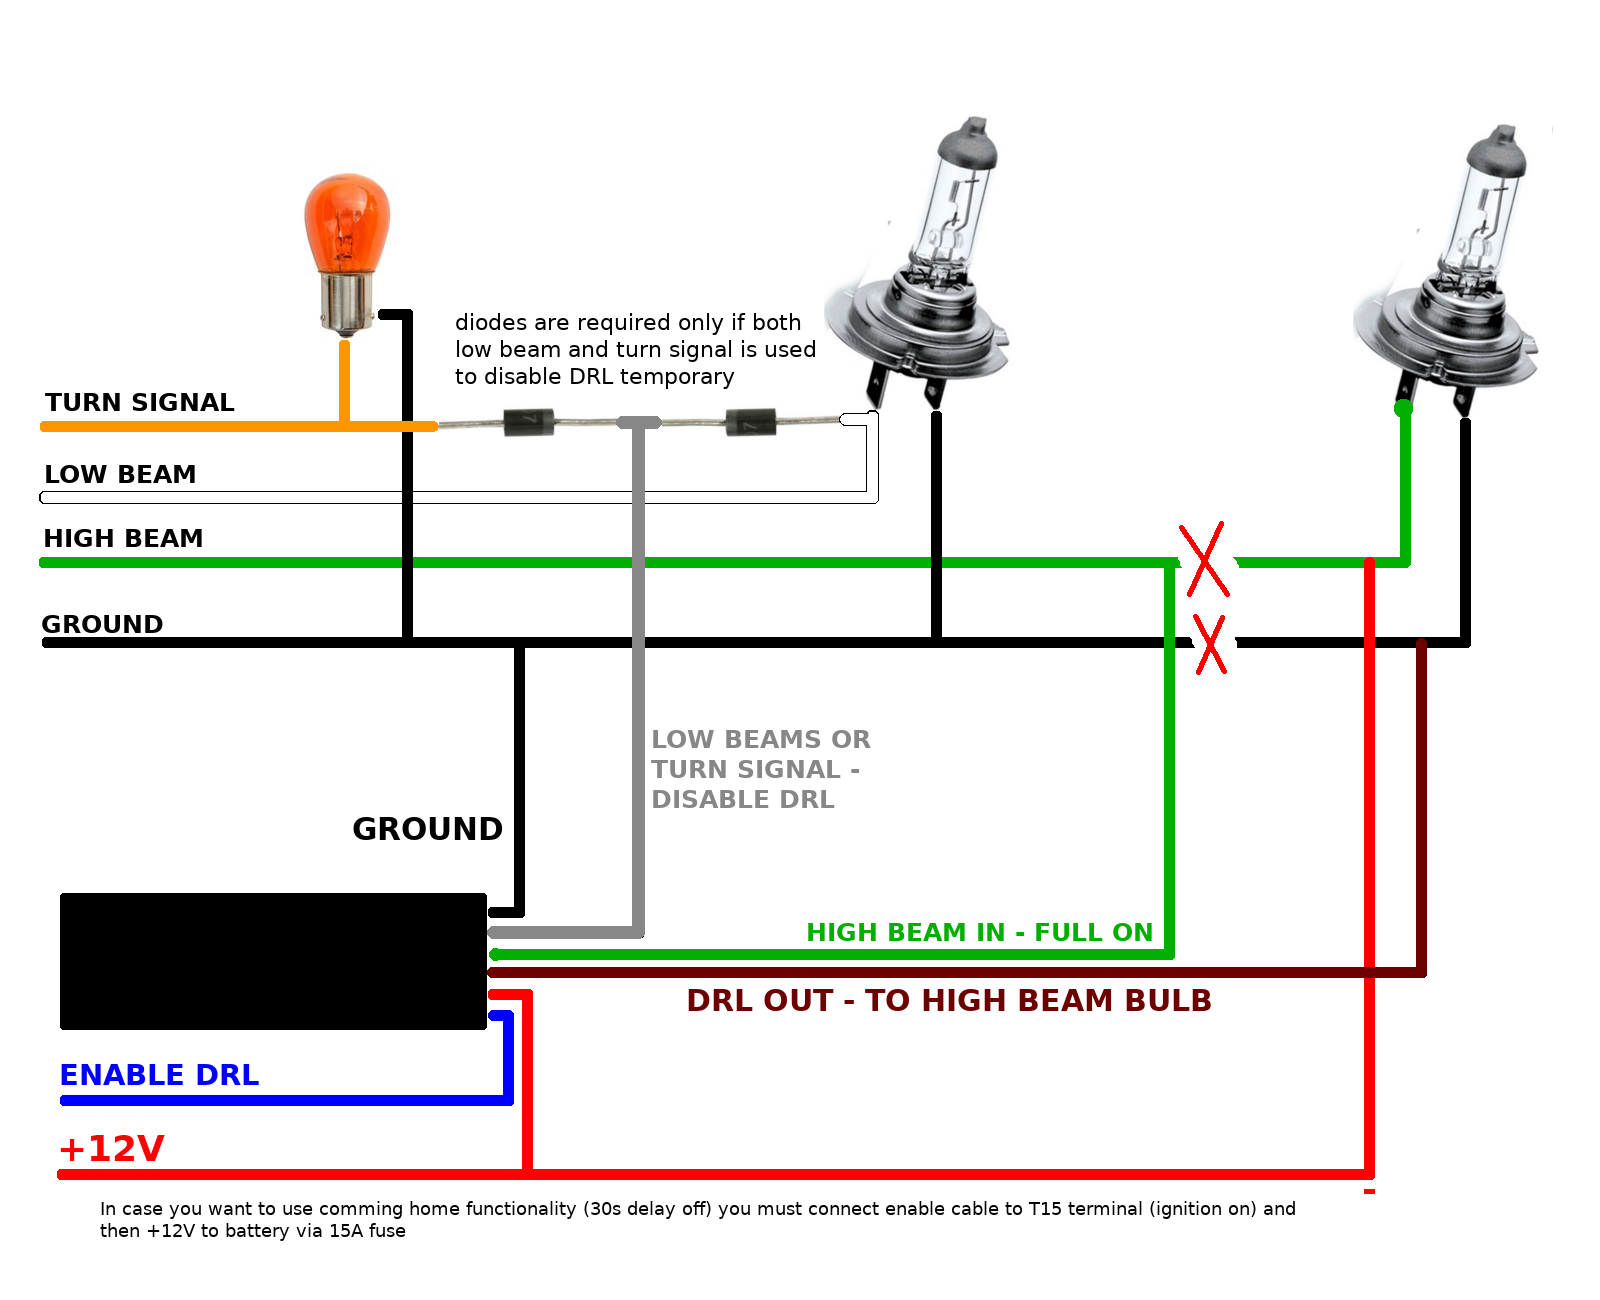 diodes are required only if both
low beam and turn signal is used
to disable DRL temporary
TURN SIGNAL
LOW BEAM
HIGH BEAM
GROUND
LOW BEAMS OR
TURN SIGNAL -
DISABLE DRL
GROUND
HIGH BEAM IN - FULL ON
DRL OUT - TO HIGH BEAM BULB
ENABLE DRL
+12V
In case you want to use comming home functionality (30s delay off) you must connect enable cable to T15 terminal (ignition on) and
then +12V to battery via 15A fuse